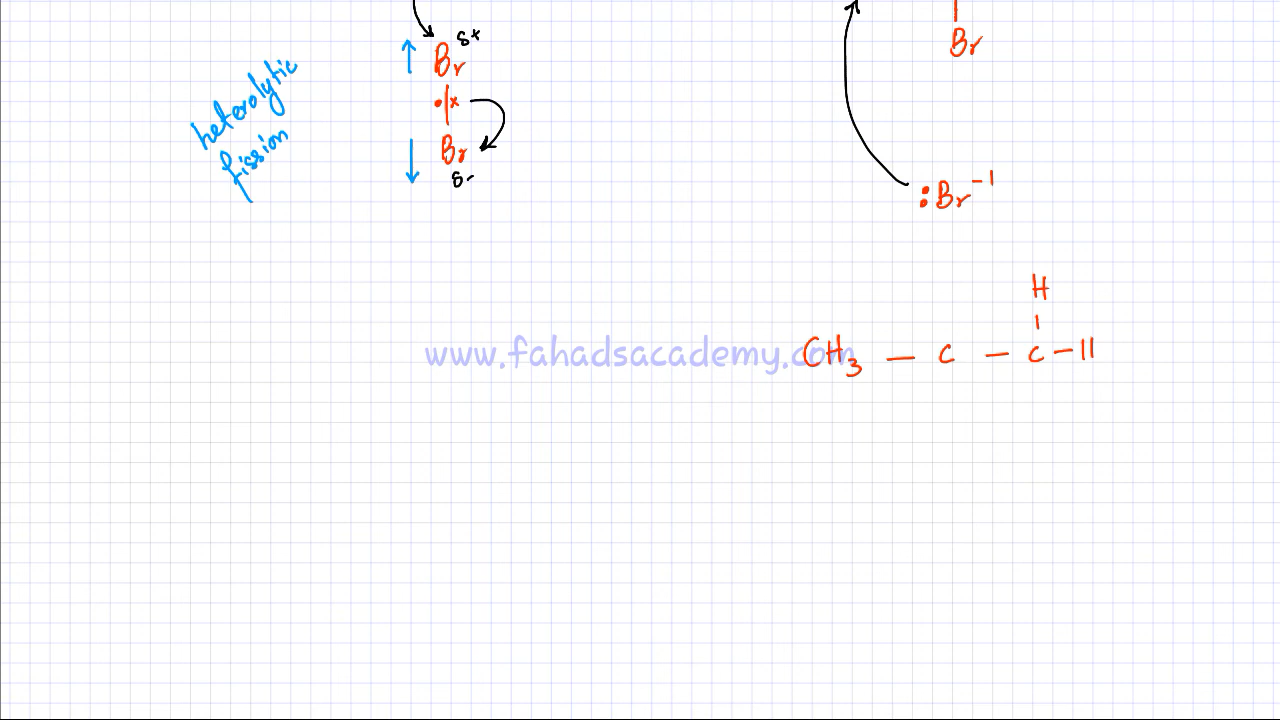 δ+
Br
Br
heterolytic
fission
• x
Br
δ-
:Br⁻¹
H
www.fahadsacademy.com
CH₃ — C — C — H